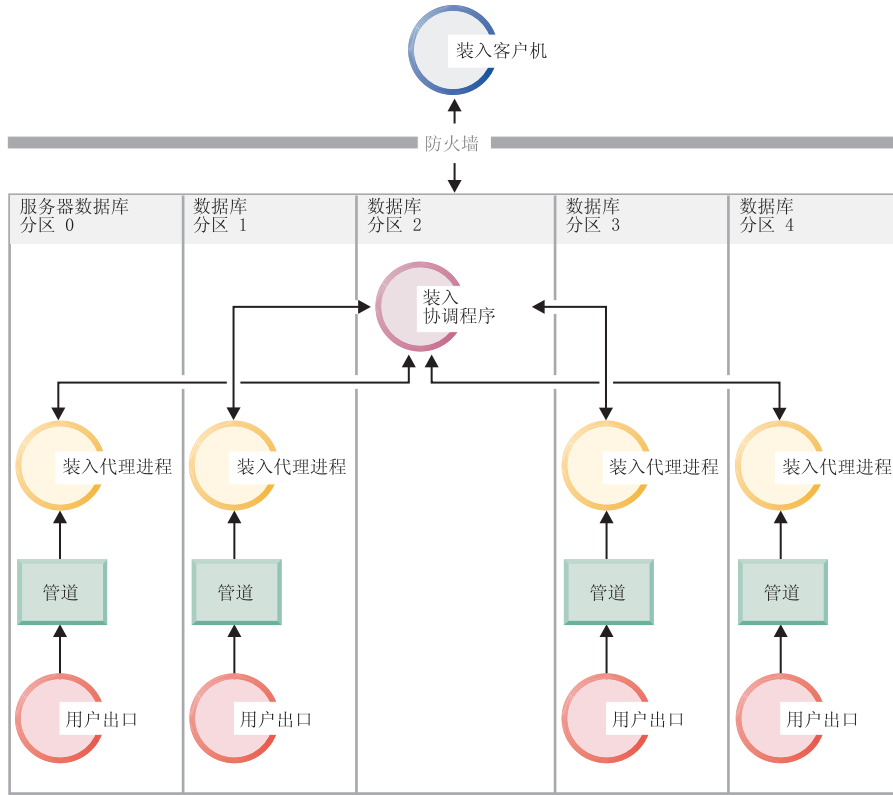 装入客户机
防火墙
服务器数据库
分区 0
数据库
分区 1
数据库
分区 2
数据库
分区 3
数据库
分区 4
装入
协调程序
装入代理进程
装入代理进程
装入代理进程
装入代理进程
管道
管道
管道
管道
用户出口
用户出口
用户出口
用户出口